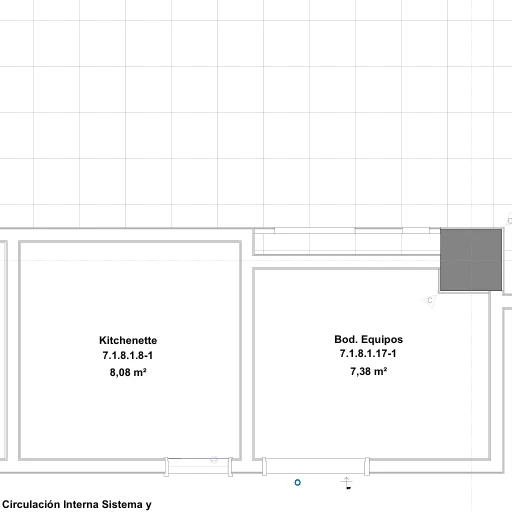 Kitchenette
7.1.8.1.8-1
8,08 m²
Bod. Equipos
7.1.8.1.17-1
7,38 m²
C
Circulación Interna Sistema y